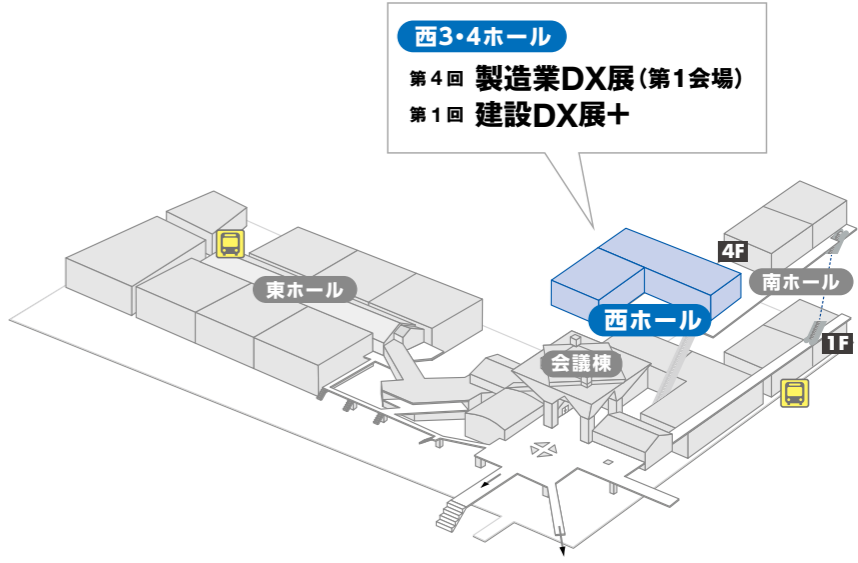 西3・4ホール
第4回 製造業DX展(第1会場)
第1回 建設DX展＋
4F
東ホール
南ホール
西ホール
1F
会議棟